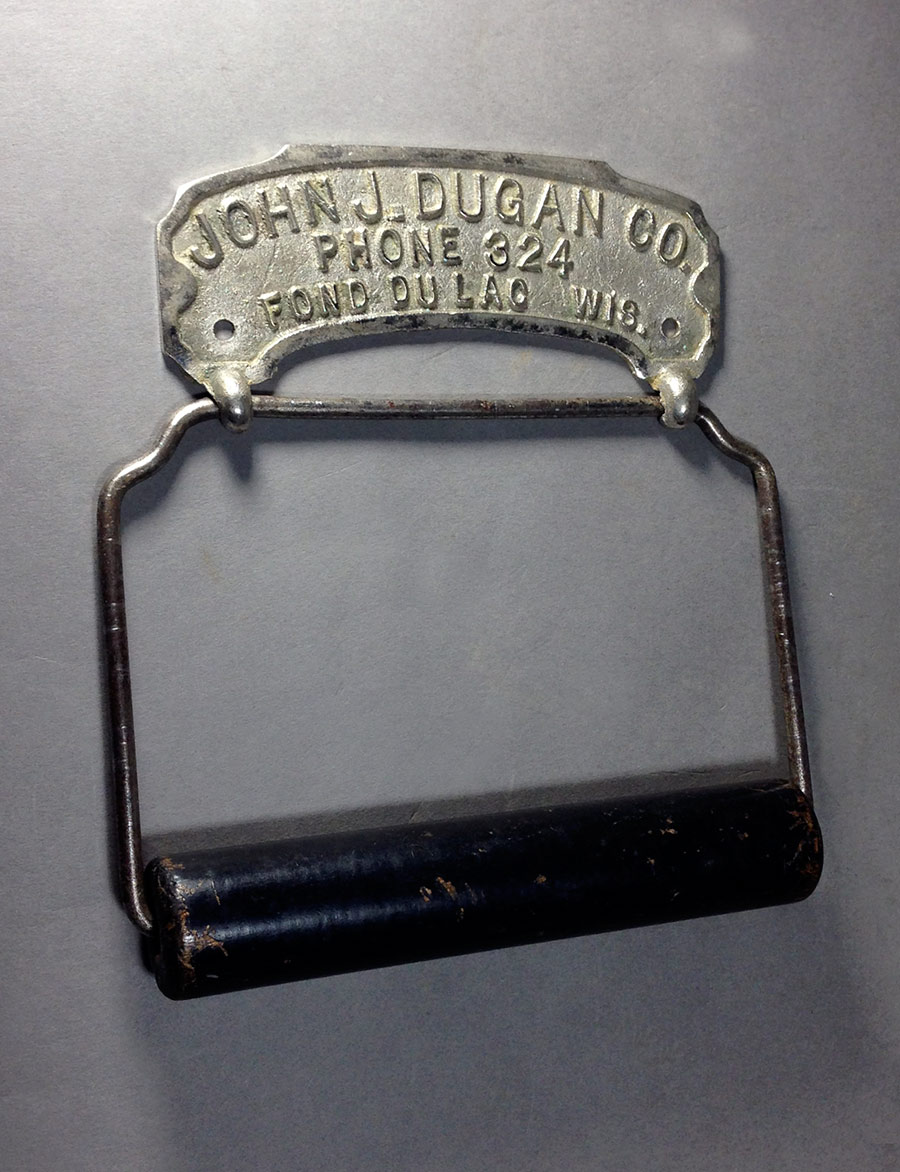 JOHN J. DUGAN CO.
PHONE 324
FOND DU LAC WIS.